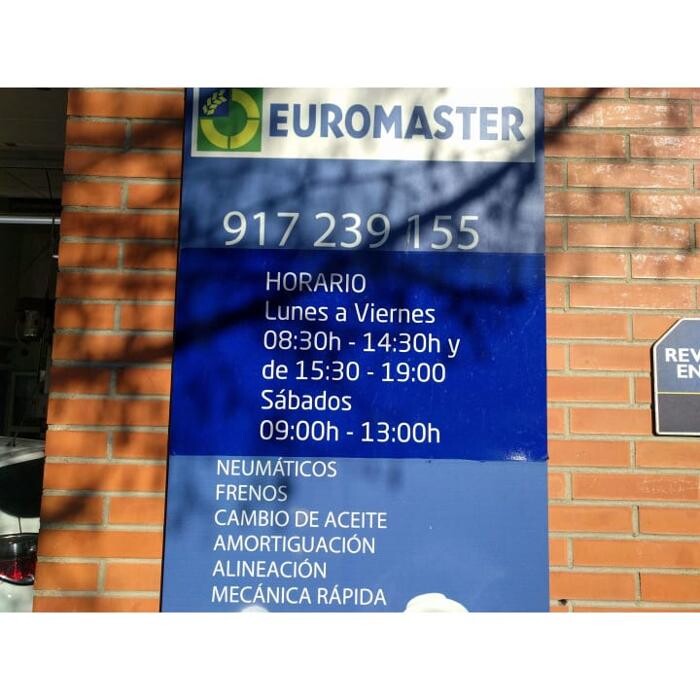 EUROMASTER
917 239 155
HORARIO
Lunes a Viernes
08:30h - 14:30h y
de 15:30 - 19:00
Sábados
09:00h - 13:00h
NEUMÁTICOS
FRENOS
CAMBIO DE ACEITE
AMORTIGUACIÓN
ALINEACIÓN
MECÁNICA RÁPIDA